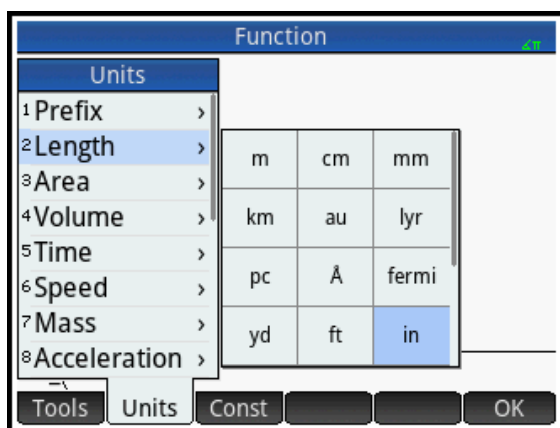 Function
∡π
Units
1 Prefix >
2 Length >
3 Area >
4 Volume >
5 Time >
6 Speed >
7 Mass >
8 Acceleration >
m cm mm
km au lyr
pc Å fermi
yd ft in
Tools Units Const OK